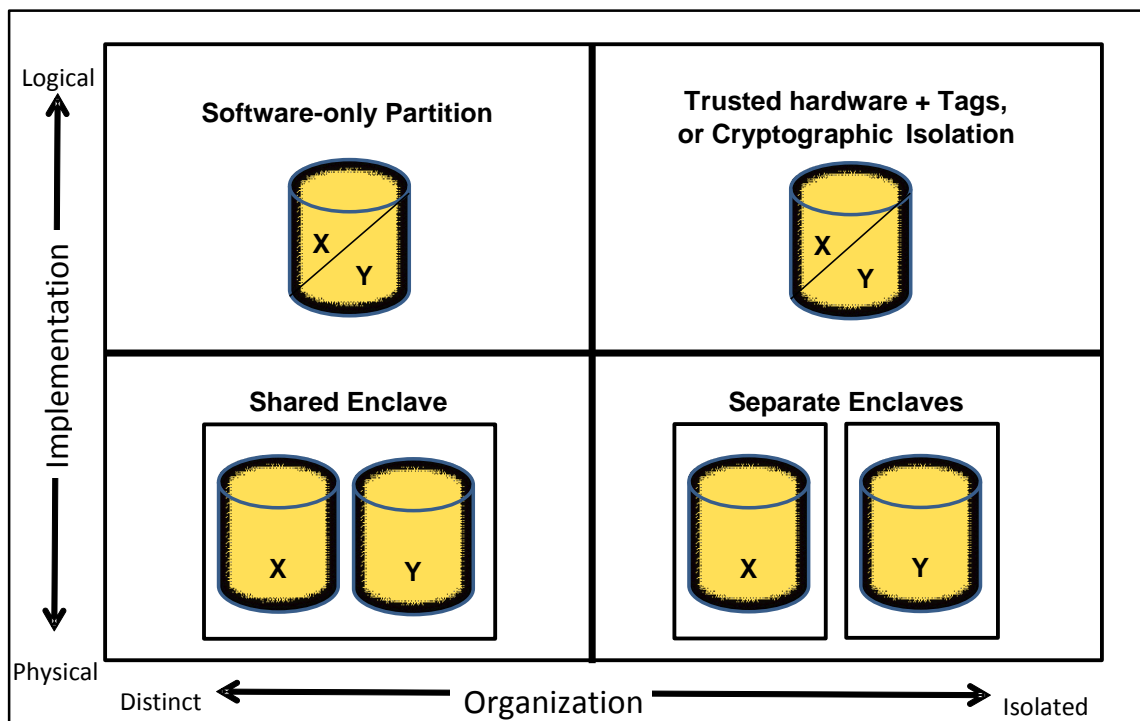 Logical
Implementation
Physical
Software-only Partition
X
Y
Trusted hardware + Tags,
or Cryptographic Isolation
X
Y
Shared Enclave
X
Y
Separate Enclaves
X
Y
Distinct
Organization
Isolated